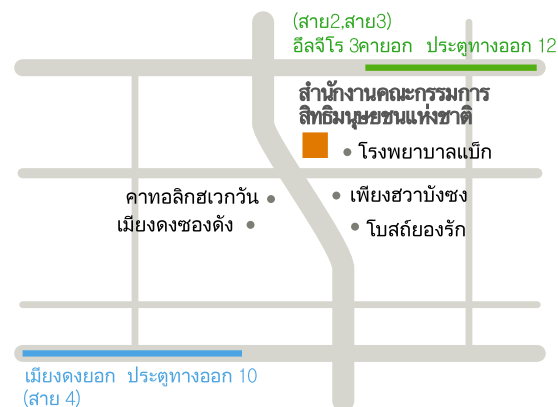 (สาย2,สาย3)
อึลจีโร 3คายอก ประตูทางออก 12
สำนักงานคณะกรรมการ
สิทธิมนุษยชนแห่งชาติ
โรงพยาบาลแบ็ก
คาทอลิกฮเวกวัน
เพียงฮวาบังซง
เมียงดงซองดัง
โบสถ์ยองรัก
เมียงดงยอก ประตูทางออก 10
(สาย 4)